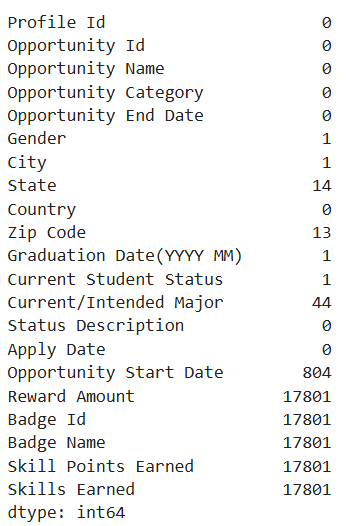 Profile Id 0
Opportunity Id 0
Opportunity Name 0
Opportunity Category 0
Opportunity End Date 0
Gender 1
City 1
State 14
Country 0
Zip Code 13
Graduation Date(YYYY MM) 1
Current Student Status 1
Current/Intended Major 44
Status Description 0
Apply Date 0
Opportunity Start Date 804
Reward Amount 17801
Badge Id 17801
Badge Name 17801
Skill Points Earned 17801
Skills Earned 17801
dtype: int64